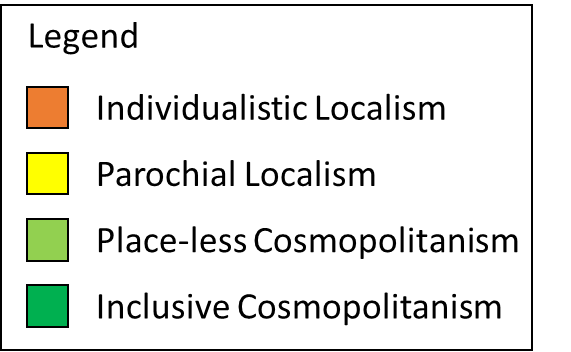 Legend
Individualistic Localism
Parochial Localism
Place-less Cosmopolitanism
Inclusive Cosmopolitanism